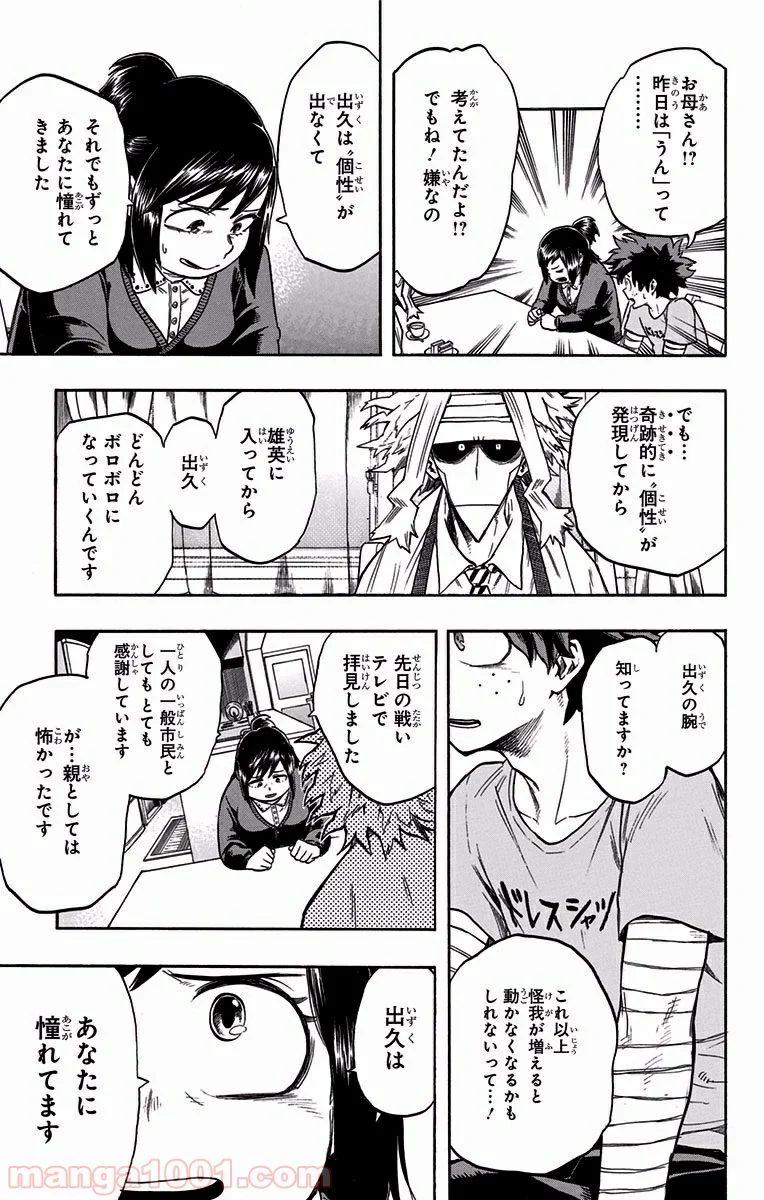 お母さん!?
昨日は「うん」って
………
考えてたんだよ!?
でもね!嫌なの
出久は〝個性〟が
出なくて
それでもずっと
あなたに憧れて
きました
でも…
奇跡的に〝個性〟が
発現してから
雄英に
入ってから
出久
どんどん
ボロボロに
なっていくんです
出久の腕
知ってますか?
ドレスシャツ
これ以上
怪我が増えると
動かなくなるかも
しれないって…!
先日の戦い
テレビで
拝見しました
一人の一般市民と
しても とても
感謝しています
が…親としては
怖かったです
出久は
あなたに
憧れてます
manga1001.com